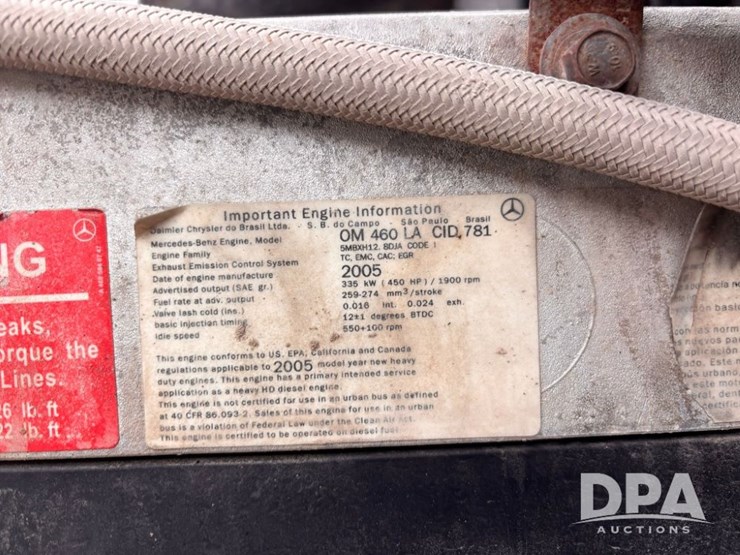 NG
eaks,
orque the
Lines.
26 lb. ft
22 lb. ft
Important Engine Information
Daimler Chrysler do Brasil Ltda. - S. B. do Campo - São Paulo Brasil
Mercedes-Benz Engine, Model OM 460 LA CID.781
Engine Family 5MBXH12. 8DJA CODE I
Exhaust Emission Control System TC, EMC, CAC; EGR
Date of engine manufacture 2005
Advertised output (SAE gr.) 335 kW ( 450 HP) / 1900 rpm
Fuel rate at adv. output 259-274 mm³/stroke
Valve lash cold (ins.) 0.016 int. 0.024 exh.
basic injection timing 12±1 degrees BTDC
idle speed 550+100 rpm
This engine conforms to US. EPA, California and Canada
regulations applicable to 2005 model year new heavy
duty engines. This engine has a primary intended service
application as a heavy HD diesel engine.
This engine is not certified for use in an urban bus as defined
at 40 CFR 86.093-2. Sales of this engine for use in an urban
bus is a violation of Federal Law under the Clean Air Act.
This engine is certified to be operated on diesel fuel.
DPA
AUCTIONS